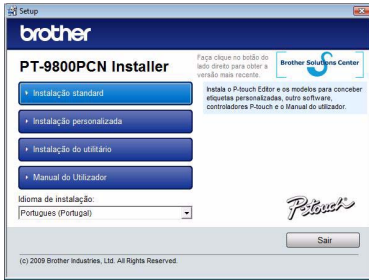 Setup
brother
PT-9800PCN Installer
Faça clique no botão do
lado direito para obter a
versão mais recente.
Brother Solutions Center
Instalação standard
Instala o P-touch Editor e os modelos para conceber
etiquetas personalizadas, outro software,
controladores P-touch e o Manual do utilizador.
Instalação personalizada
Instalação do utilitário
Manual do Utilizador
Idioma de instalação:
Portugues (Portugal)
P-touch
Sair
(c) 2009 Brother Industries, Ltd. All Rights Reserved.